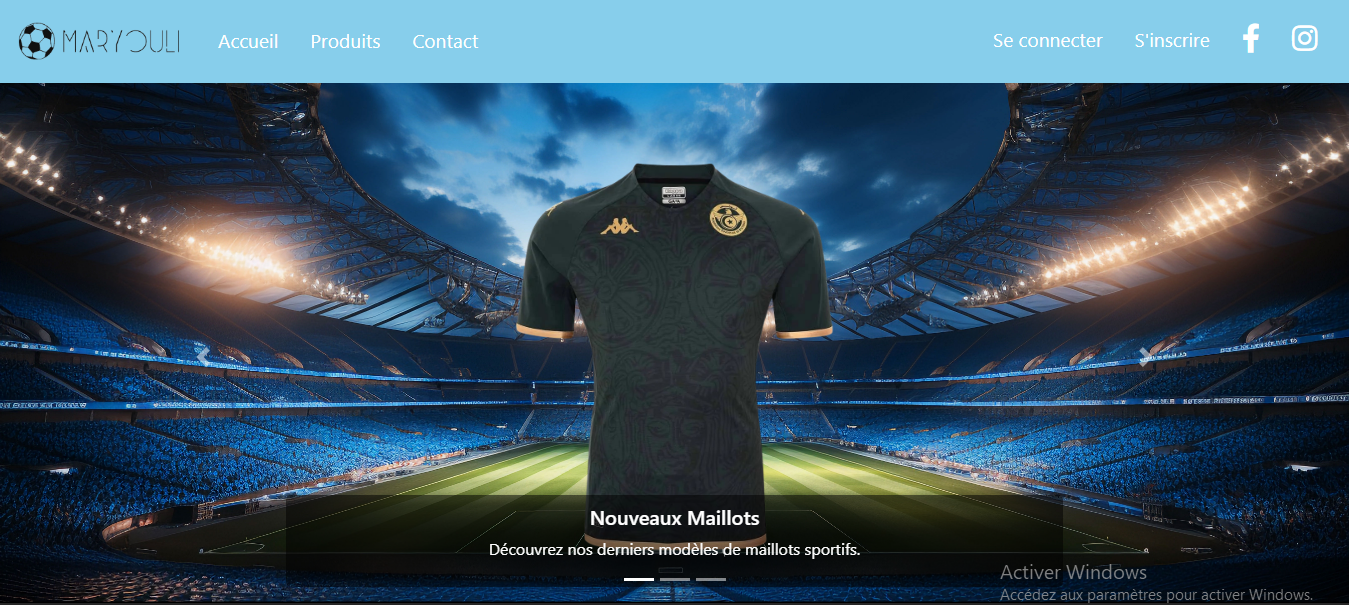 MARYOULI
Accueil Produits Contact Se connecter S'inscrire
Nouveaux Maillots
Découvrez nos derniers modèles de maillots sportifs.
Activer Windows
Accédez aux paramètres pour activer Windows.